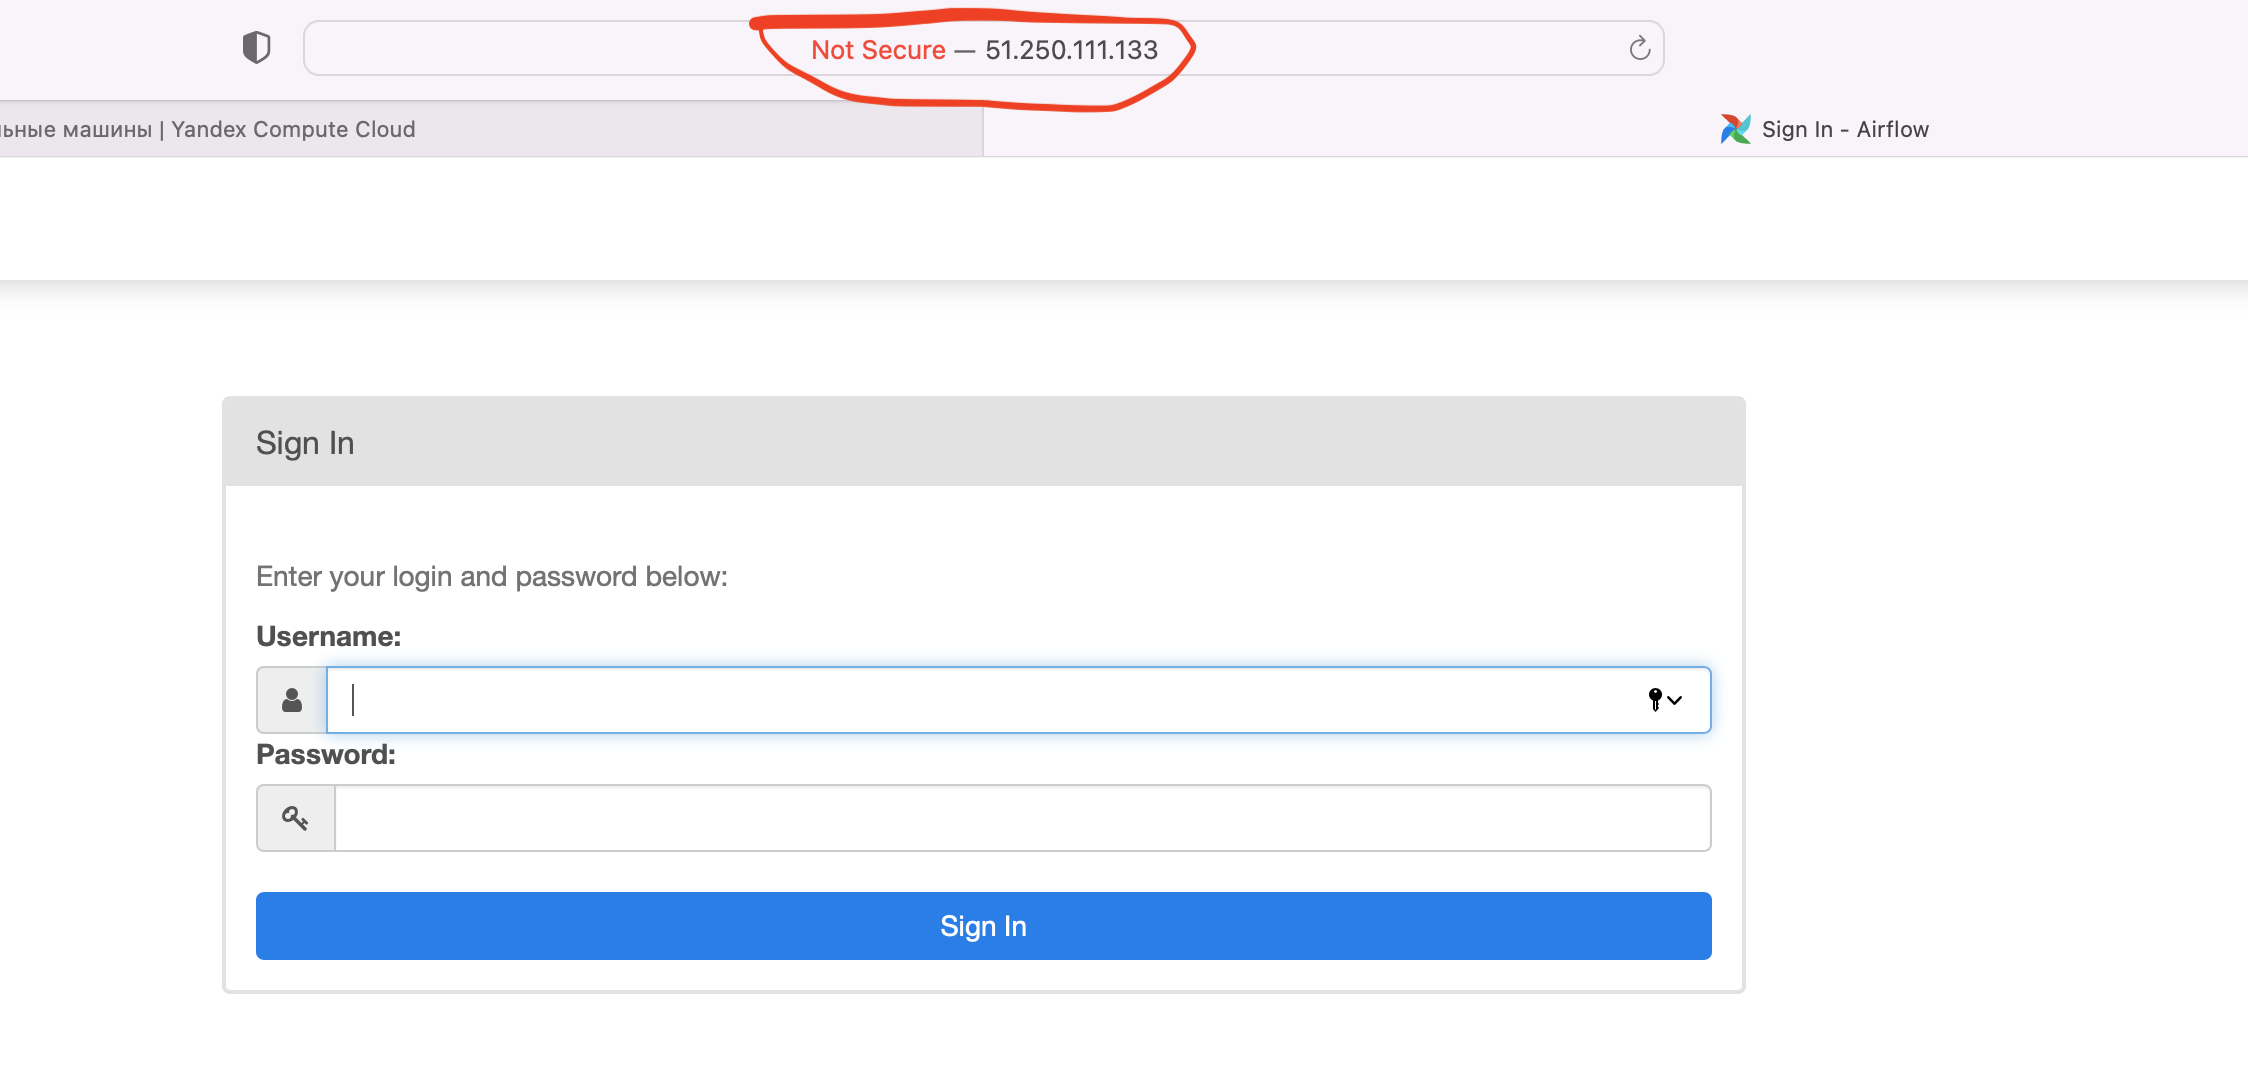 Not Secure — 51.250.111.133
ьные машины | Yandex Compute Cloud
Sign In - Airflow
Sign In
Enter your login and password below:
Username:
Password:
Sign In